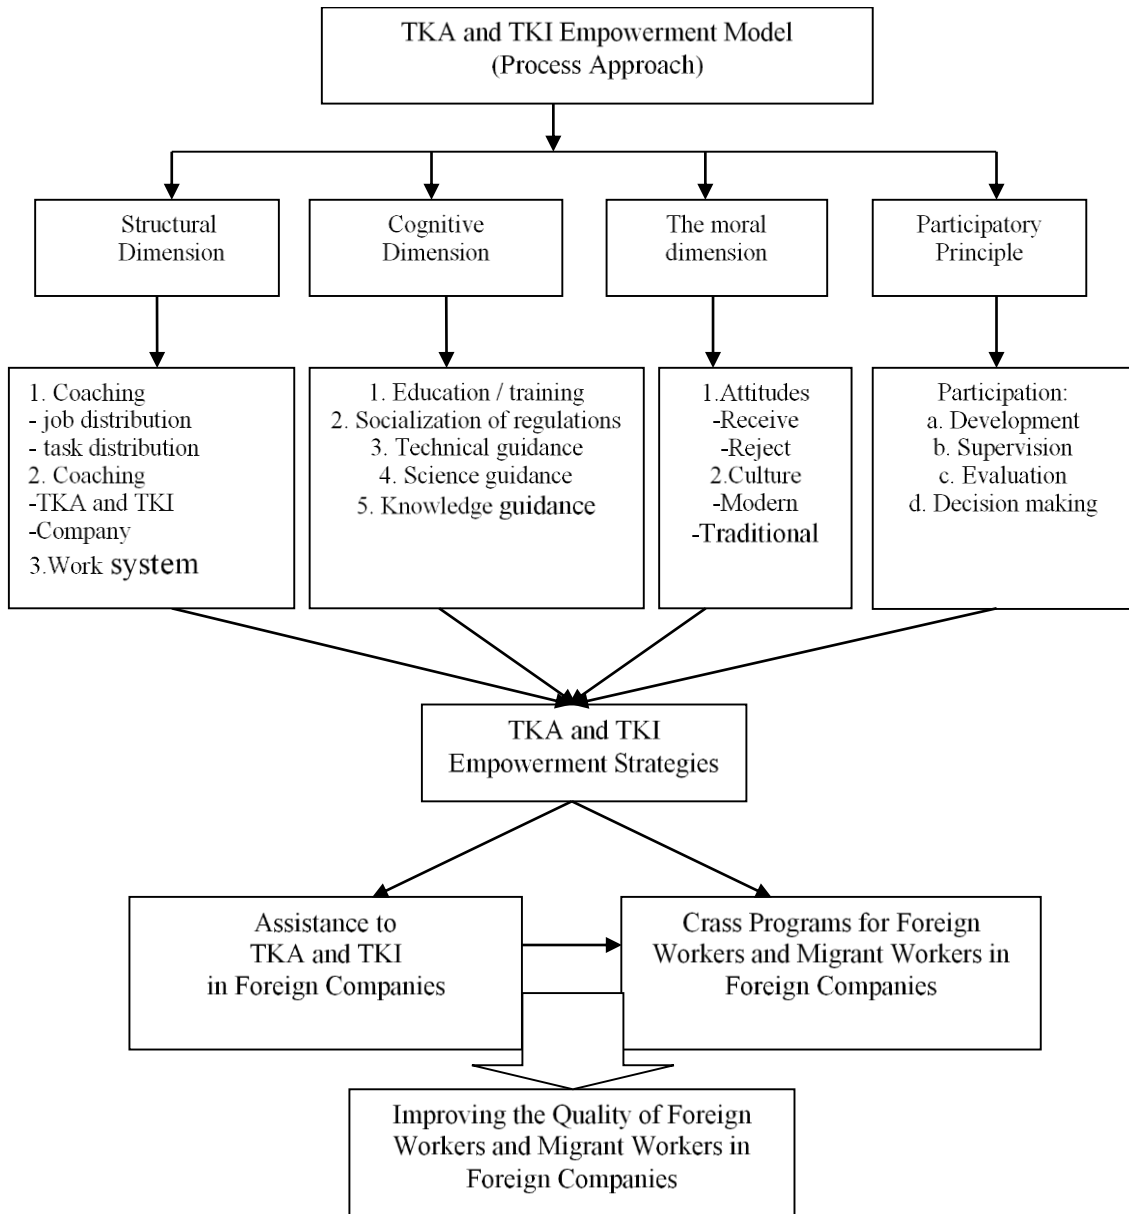 TKA and TKI Empowerment Model
(Process Approach)
Structural
Dimension
Cognitive
Dimension
The moral
dimension
Participatory
Principle
1. Coaching
- job distribution
- task distribution
2. Coaching
-TKA and TKI
-Company
3.Work system
1. Education / training
2. Socialization of regulations
3. Technical guidance
4. Science guidance
5. Knowledge guidance
1.Attitudes
-Receive
-Reject
2.Culture
-Modern
-Traditional
Participation:
a. Development
b. Supervision
c. Evaluation
d. Decision making
TKA and TKI
Empowerment Strategies
Assistance to
TKA and TKI
in Foreign Companies
Crass Programs for Foreign
Workers and Migrant Workers in
Foreign Companies
Improving the Quality of Foreign
Workers and Migrant Workers in
Foreign Companies